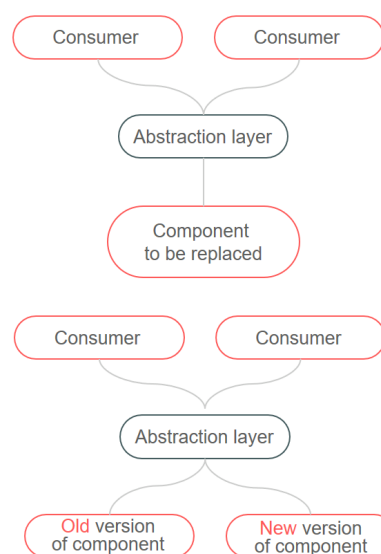 Consumer
Consumer
Abstraction layer
Component
to be replaced
Consumer
Consumer
Abstraction layer
Old version
of component
New version
of component